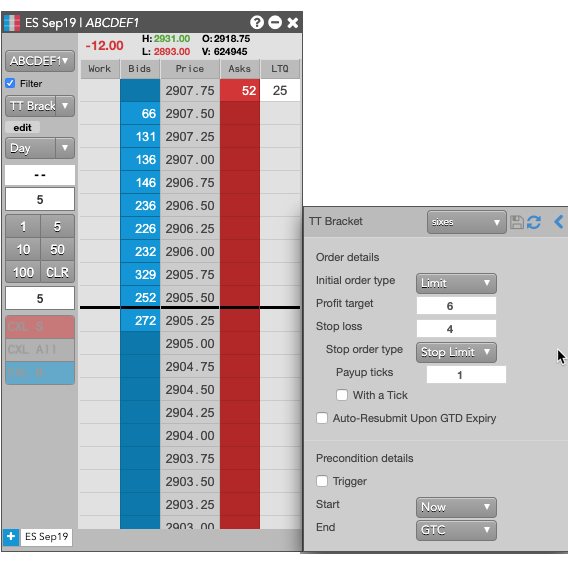 ES Sep19 | ABCDEF1
-12.00
H: 2931.00 O: 2918.75
L: 2893.00 V: 624945
ABCDEF1
Filter
TT Brack
edit
Day
--
5
1 5
10 50
100 CLR
5
CXL S
CXL All
Work Bids Price Asks LTQ
2907.75 52 25
66 2907.50
131 2907.25
136 2907.00
146 2906.75
236 2906.50
226 2906.25
232 2906.00
329 2905.75
252 2905.50
272 2905.25
2905.00
2904.75
2904.50
2904.25
2904.00
2903.75
2903.50
2903.25
2903.00
ES Sep19
TT Bracket sixes
Order details
Initial order type Limit
Profit target 6
Stop loss 4
Stop order type Stop Limit
Payup ticks 1
With a Tick
Auto-Resubmit Upon GTD Expiry
Precondition details
Trigger
Start Now
End GTC